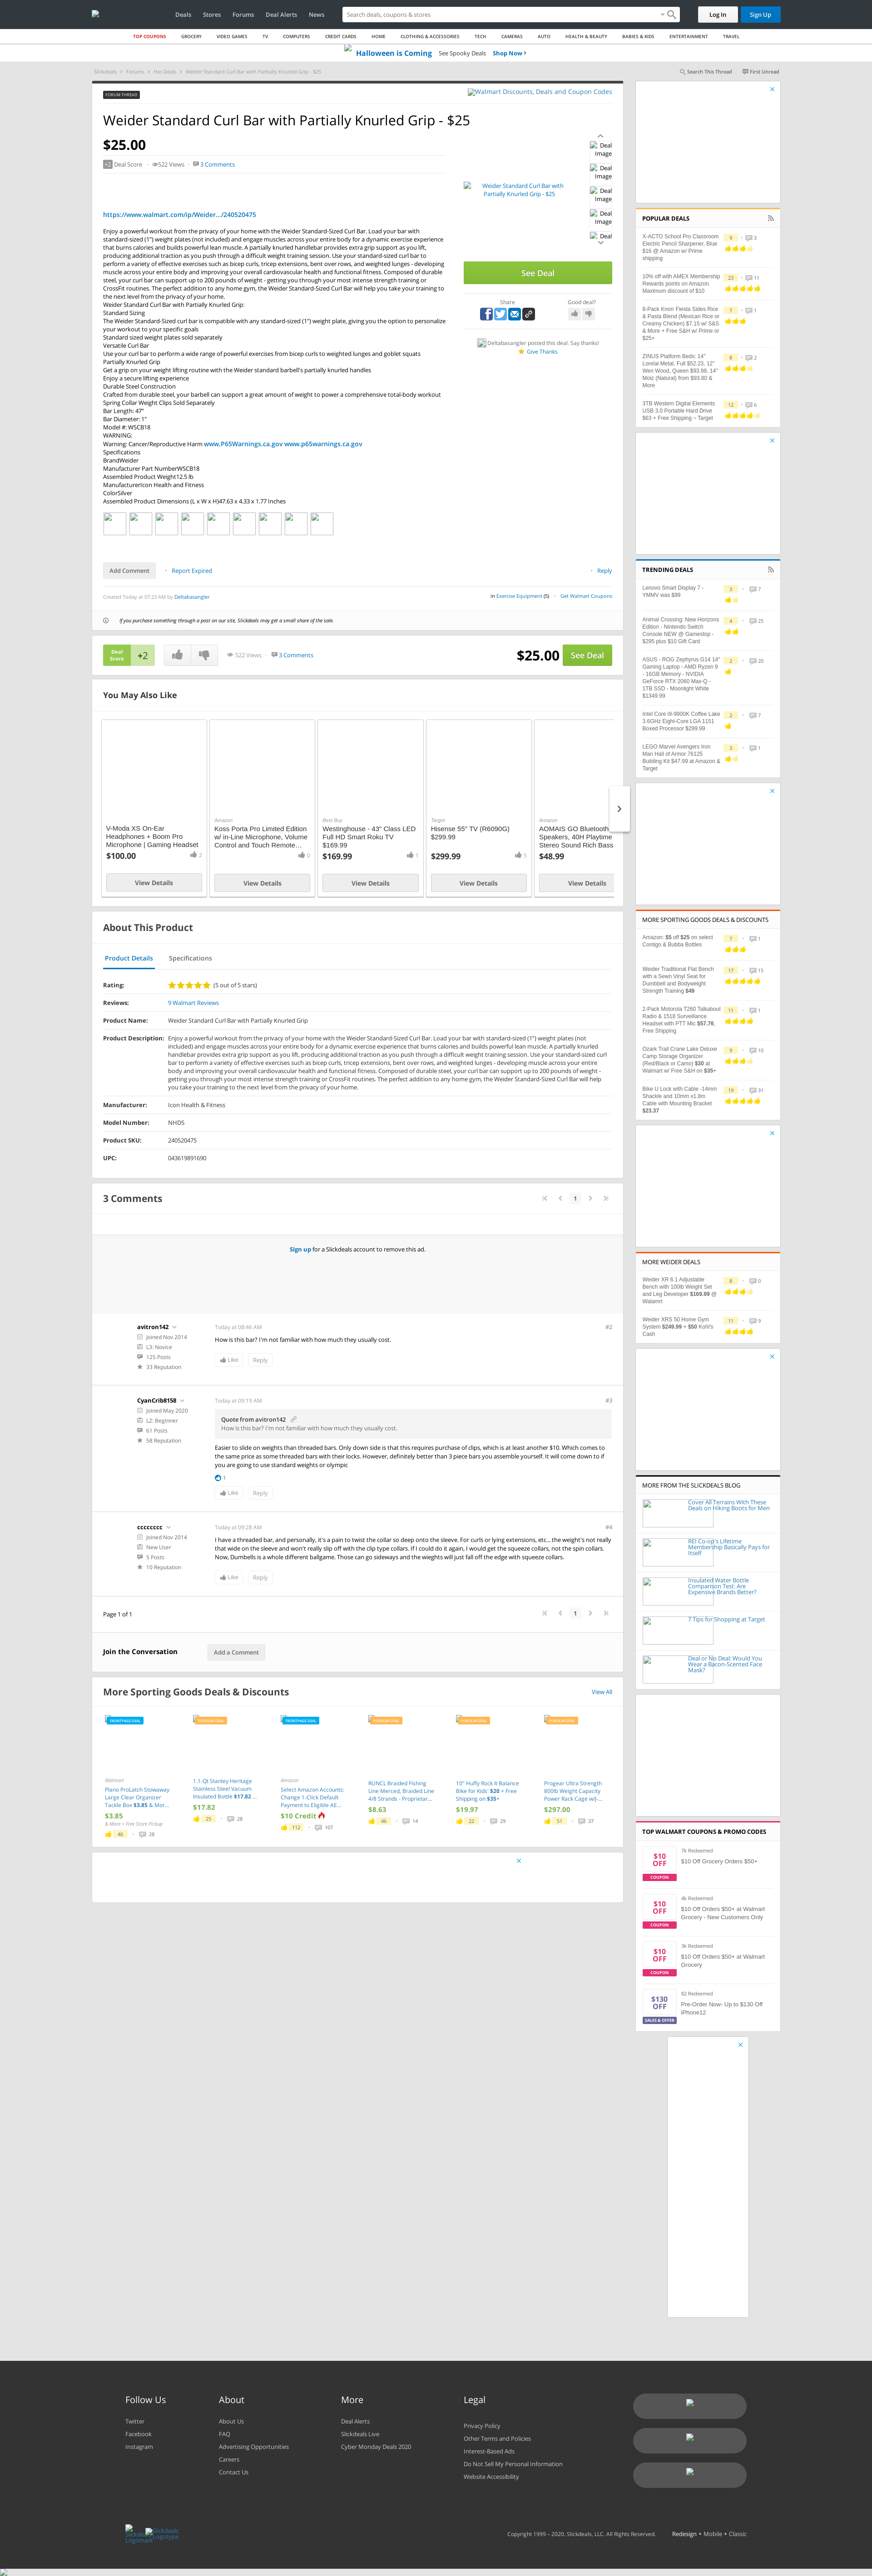 Deals Stores Forums Deal Alerts News
Search deals, coupons & stores
Log In Sign Up
TOP COUPONS GROCERY VIDEO GAMES TV COMPUTERS CREDIT CARDS HOME CLOTHING & ACCESSORIES TECH CAMERAS AUTO HEALTH & BEAUTY BABIES & KIDS ENTERTAINMENT TRAVEL
Halloween is Coming See Spooky Deals Shop Now ›
Slickdeals > Forums > Hot Deals > Weider Standard Curl Bar with Partially Knurled Grip - $25
Search This Thread First Unread
FORUM THREAD
Walmart Discounts, Deals and Coupon Codes
Weider Standard Curl Bar with Partially Knurled Grip - $25
$25.00
+2 Deal Score 522 Views 3 Comments
https://www.walmart.com/ip/Weider.../240520475
Enjoy a powerful workout from the privacy of your home with the Weider Standard-Sized Curl Bar. Load your bar with
standard-sized (1") weight plates (not included) and engage muscles across your entire body for a dynamic exercise experience
that promotes endurance and powerful lean muscle. A partially knurled handlebar provides extra grip support as you lift,
producing additional traction as you push through a difficult weight training session. Use your standard-sized curl bar to
perform a variety of effective exercises such as biceps curls, tricep extensions, bent over rows, and weighted lunges - developing
muscle across your entire body and improving overall cardiovascular health and functional fitness. Composed of durable
steel, your curl bar can support up to 200 pounds of weight - getting you through your most intense strength training or
CrossFit routines. The perfect addition to any home gym, the Weider Standard-Sized Curl Bar will help you take your training to
the next level from the privacy of your home.
Weider Standard Curl Bar with Partially Knurled Grip:
Standard Sizing
The Weider Standard-Sized curl bar is compatible with any standard-sized (1") weight plate, giving you the option to personalize
your workout to your specific goals
Standard sized weight plates sold separately
Versatile Curl Bar
Use your curl bar to perform a wide range of powerful exercises from bicep curls to weighted lunges and goblet squats
Partially Knurled Grip
Get a grip on your weight lifting routine with the Weider standard barbell's partially knurled handles
Enjoy a secure lifting experience
Durable Steel Construction
Crafted from durable steel, your barbell can support a great amount of weight to power a comprehensive total-body workout
Spring Collar Weight Clips Sold Separately
Bar Length: 47"
Bar Diameter: 1"
Model #: WSCB18
WARNING:
Warning: Cancer/Reproductive Harm www.P65Warnings.ca.gov www.p65warnings.ca.gov
Specifications
BrandWeider
Manufacturer Part NumberWSCB18
Assembled Product Weight12.5 lb
ManufacturerIcon Health and Fitness
ColorSilver
Assembled Product Dimensions (L x W x H)47.63 x 4.33 x 1.77 Inches
Weider Standard Curl Bar with
Partially Knurled Grip - $25
Deal
Image
Deal
Image
Deal
Image
Deal
Image
Deal
See Deal
Share Good deal?
Deltabasangler posted this deal. Say thanks!
Give Thanks
Add Comment Report Expired Reply
Created Today at 07:23 AM by Deltabasangler
in Exercise Equipment (5) Get Walmart Coupons
If you purchase something through a post on our site, Slickdeals may get a small share of the sale.
Deal
Score
+2
522 Views 3 Comments
$25.00 See Deal
You May Also Like
V-Moda XS On-Ear
Headphones + Boom Pro
Microphone | Gaming Headset
$100.00 2
View Details
Amazon
Koss Porta Pro Limited Edition
w/ in-Line Microphone, Volume
Control and Touch Remote…
0
View Details
Best Buy
Westinghouse - 43" Class LED
Full HD Smart Roku TV
$169.99
$169.99 1
View Details
Target
Hisense 55" TV (R6090G)
$299.99
$299.99 5
View Details
Amazon
AOMAIS GO Bluetooth
Speakers, 40H Playtime
Stereo Sound Rich Bass
$48.99
View Details
About This Product
Product Details Specifications
Rating: (5 out of 5 stars)
Reviews: 9 Walmart Reviews
Product Name: Weider Standard Curl Bar with Partially Knurled Grip
Product Description: Enjoy a powerful workout from the privacy of your home with the Weider Standard-Sized Curl Bar. Load your bar with standard-sized (1") weight plates (not
included) and engage muscles across your entire body for a dynamic exercise experience that promotes endurance and powerful lean muscle. A partially knurled
handlebar provides extra grip support as you lift, producing additional traction as you push through a difficult weight training session. Use your standard-sized curl bar
to perform a variety of effective exercises such as biceps curls, tricep extensions, bent over rows, and weighted lunges - developing muscle across your entire body
and improving overall cardiovascular health and functional fitness. Composed of durable steel, your curl bar can support up to 200 pounds of weight -
getting you through your most intense strength training or CrossFit routines. The perfect addition to any home gym, the Weider Standard-Sized Curl Bar will help you
take your training to the next level from the privacy of your home.
Manufacturer: Icon Health & Fitness
Model Number: NHD5
Product SKU: 240520475
UPC: 043619891690
3 Comments
1
Sign up for a Slickdeals account to remove this ad.
avitron142
Joined Nov 2014
L3: Novice
125 Posts
33 Reputation
Today at 08:46 AM #2
How is this bar? I'm not familiar with how much they usually cost.
Like Reply
CyanCrib8158
Joined May 2020
L2: Beginner
61 Posts
58 Reputation
Today at 09:19 AM #3
Quote from avitron142
How is this bar? I'm not familiar with how much they usually cost.
Easier to slide on weights than threaded bars. Only down side is that this requires purchase of clips, which is at least another $10. Which comes to
the same price as some threaded bars with their locks. However, definitely better than 3 piece bars you assemble yourself. It will come down to if
you are going to use standard weights or olympic
1
Like Reply
cccccccc
Joined Nov 2014
New User
5 Posts
10 Reputation
Today at 09:28 AM #4
I have a threaded bar, and personally, it's a pain to twist the collar so deep onto the sleeve. For curls or lying extensions, etc... the weight's not really
that wide on the sleeve and won't really slip off with the clip type collars. If I could do it again, I would get the screwless collars, not the spin collars.
Now, Dumbbells is a whole different ballgame. Those can go sideways and the wieghts will just fall off the edge with squeeze collars.
Like Reply
Page 1 of 1
1
Join the Conversation Add a Comment
More Sporting Goods Deals & Discounts View All
FRONTPAGE DEAL
Walmart
Plano ProLatch Stowaway
Large Clear Organizer
Tackle Box $3.85 & Mor...
$3.85
& More + Free Store Pickup
46 28
POPULAR DEAL
1.1-Qt Stanley Heritage
Stainless Steel Vacuum
Insulated Bottle $17.82 ...
$17.82
25 28
FRONTPAGE DEAL
Amazon
Select Amazon Accounts:
Change 1-Click Default
Payment to Eligible AE...
$10 Credit
112 107
POPULAR DEAL
RUNCL Braided Fishing
Line Merced, Braided Line
4/8 Strands - Proprietar...
$8.63
46 14
POPULAR DEAL
10" Huffy Rock It Balance
Bike for Kids' $20 + Free
Shipping on $35+
$19.97
22 29
POPULAR DEAL
Progear Ultra Strength
800lb Weight Capacity
Power Rack Cage w/J-...
$297.00
51 37
POPULAR DEALS
X-ACTO School Pro Classroom
Electric Pencil Sharpener, Blue
$16 @ Amazon w/ Prime
shipping
9 3
10% off with AMEX Membership
Rewards points on Amazon.
Maximum discount of $10
23 11
8-Pack Knorr Fiesta Sides Rice
& Pasta Blend (Mexican Rice or
Creamy Chicken) $7.15 w/ S&S
& More + Free S&H w/ Prime or
$25+
7 1
ZINUS Platform Beds: 14"
Lorelai Metal, Full $52.23, 12"
Wen Wood, Queen $93.98, 14"
Moiz (Natural) from $93.80 &
More
8 2
3TB Western Digital Elements
USB 3.0 Portable Hard Drive
$63 + Free Shipping ~ Target
12 6
TRENDING DEALS
Lenovo Smart Display 7 -
YMMV was $99
3 7
Animal Crossing: New Horizons
Edition - Nintendo Switch
Console NEW @ Gamestop -
$295 plus $10 Gift Card
4 25
ASUS - ROG Zephyrus G14 14"
Gaming Laptop - AMD Ryzen 9
- 16GB Memory - NVIDIA
GeForce RTX 2060 Max-Q -
1TB SSD - Moonlight White
$1349.99
2 20
Intel Core i9-9900K Coffee Lake
3.6GHz Eight-Core LGA 1151
Boxed Processor $299.99
2 7
LEGO Marvel Avengers Iron
Man Hall of Armor 76125
Building Kit $47.99 at Amazon &
Target
3 1
MORE SPORTING GOODS DEALS & DISCOUNTS
Amazon: $5 off $25 on select
Contigo & Bubba Bottles
7 1
Weider Traditional Flat Bench
with a Sewn Vinyl Seat for
Dumbbell and Bodyweight
Strength Training $49
17 15
2-Pack Motorola T260 Talkabout
Radio & 1518 Surveillance
Headset with PTT Mic $57.76,
Free Shipping
11 1
Ozark Trail Crane Lake Deluxe
Camp Storage Organizer
(Red/Black or Camo) $30 at
Walmart w/ Free S&H on $35+
9 10
Bike U Lock with Cable -14mm
Shackle and 10mm x1.8m
Cable with Mounting Bracket
$23.37
19 31
MORE WEIDER DEALS
Weider XR 6.1 Adjustable
Bench with 100lb Weight Set
and Leg Developer $169.99 @
Walamrt
8 0
Weider XRS 50 Home Gym
System $249.99 + $50 Kohl's
Cash
11 9
MORE FROM THE SLICKDEALS BLOG
Cover All Terrains With These
Deals on Hiking Boots for Men
REI Co-op's Lifetime
Membership Basically Pays for
Itself
Insulated Water Bottle
Comparison Test: Are
Expensive Brands Better?
7 Tips for Shopping at Target
Deal or No Deal: Would You
Wear a Bacon-Scented Face
Mask?
TOP WALMART COUPONS & PROMO CODES
$10
OFF
COUPON
7k Redeemed
$10 Off Grocery Orders $50+
$10
OFF
COUPON
4k Redeemed
$10 Off Orders $50+ at Walmart
Grocery - New Customers Only
$10
OFF
COUPON
3k Redeemed
$10 Off Orders $50+ at Walmart
Grocery
$130
OFF
SALES & OFFER
82 Redeemed
Pre-Order Now- Up to $130 Off
iPhone12
Follow Us
Twitter
Facebook
Instagram
About
About Us
FAQ
Advertising Opportunities
Careers
Contact Us
More
Deal Alerts
Slickdeals Live
Cyber Monday Deals 2020
Legal
Privacy Policy
Other Terms and Policies
Interest-Based Ads
Do Not Sell My Personal Information
Website Accessibility
Slickdeals
Logomark
Slickdeals
Logotype
Copyright 1999 – 2020. Slickdeals, LLC. All Rights Reserved. Redesign • Mobile • Classic